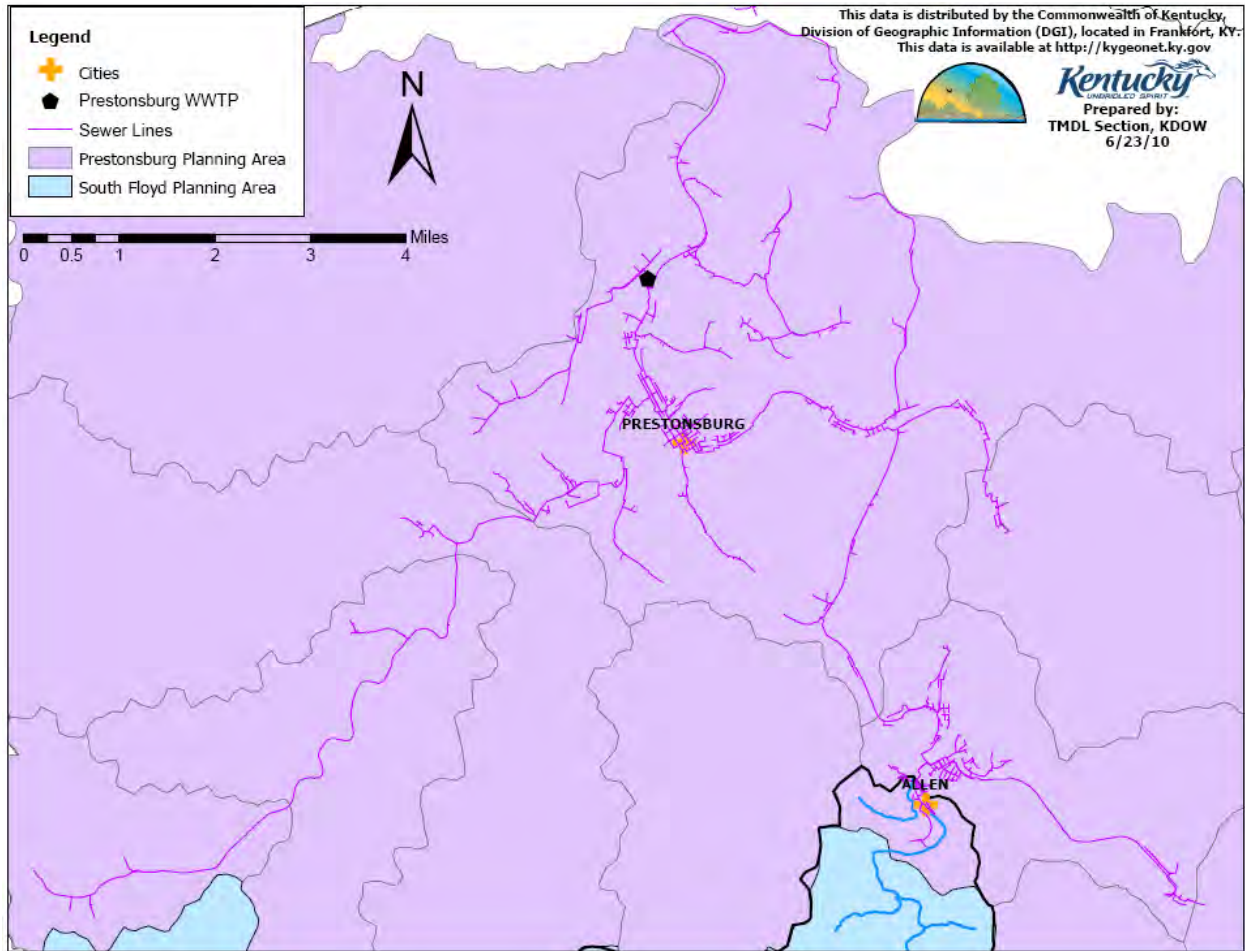 Legend
Cities
Prestonsburg WWTP
Sewer Lines
Prestonsburg Planning Area
South Floyd Planning Area
N
0 0.5 1 2 3 4 Miles
This data is distributed by the Commonwealth of Kentucky,
Division of Geographic Information (DGI), located in Frankfort, KY.
This data is available at http://kygeonet.ky.gov
Kentucky
UNBRIDLED SPIRIT
Prepared by:
TMDL Section, KDOW
6/23/10
PRESTONSBURG
ALLEN